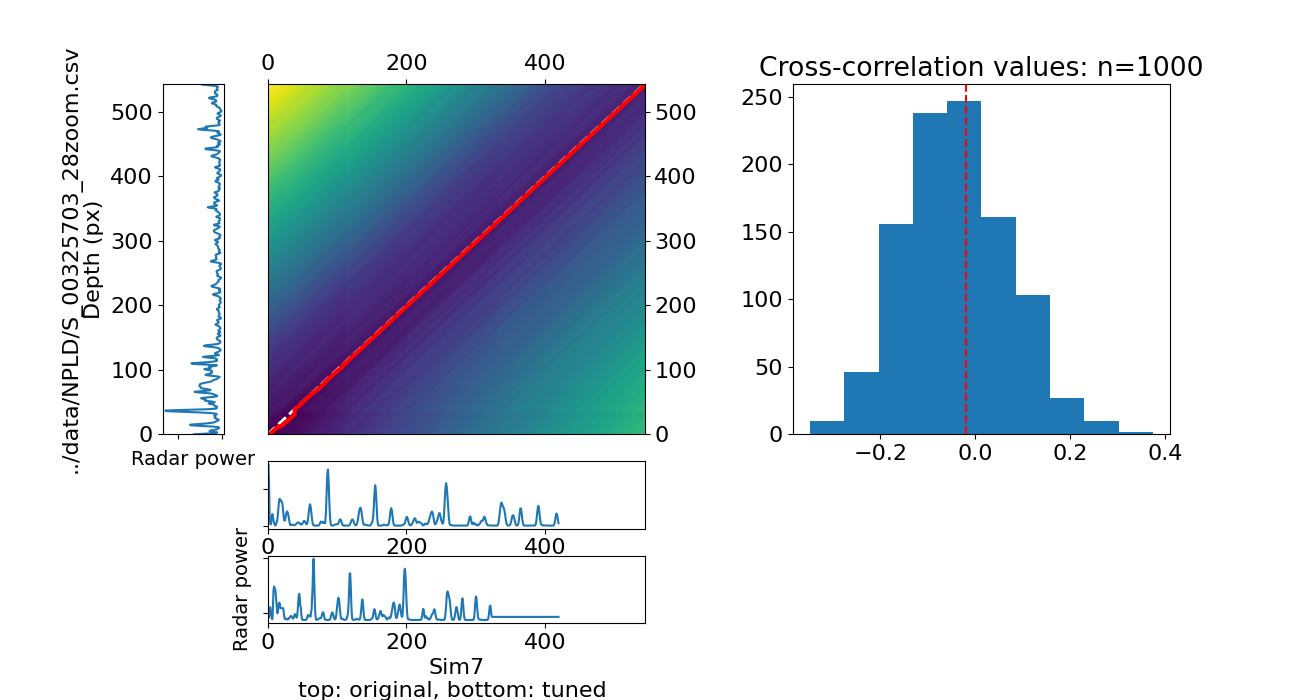 0 200 400
Cross-correlation values: n=1000
../data/NPLD/S_00325703_28zoom.csv
Depth (px)
500
400
300
200
100
0
500
400
300
200
100
0
250
200
150
100
50
0
−0.2 0.0 0.2 0.4
Radar power
0 200 400
Radar power
0 200 400
Sim7
top: original, bottom: tuned